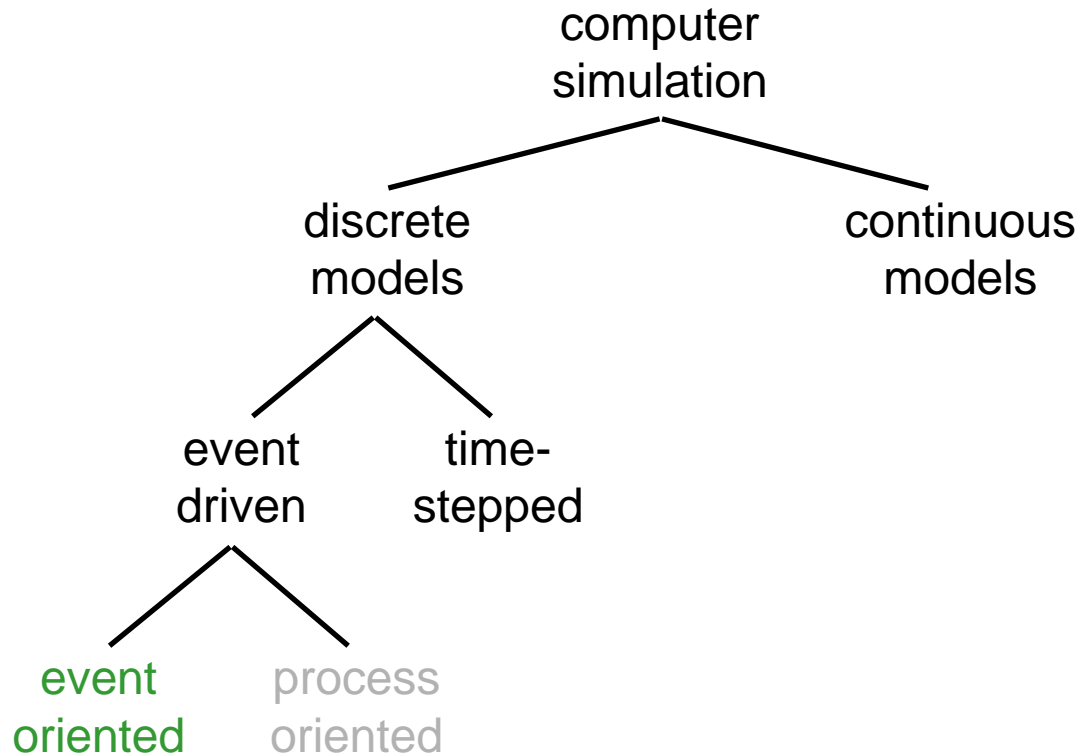 computer
simulation
discrete
models
continuous
models
event
driven
time-
stepped
event
oriented
process
oriented